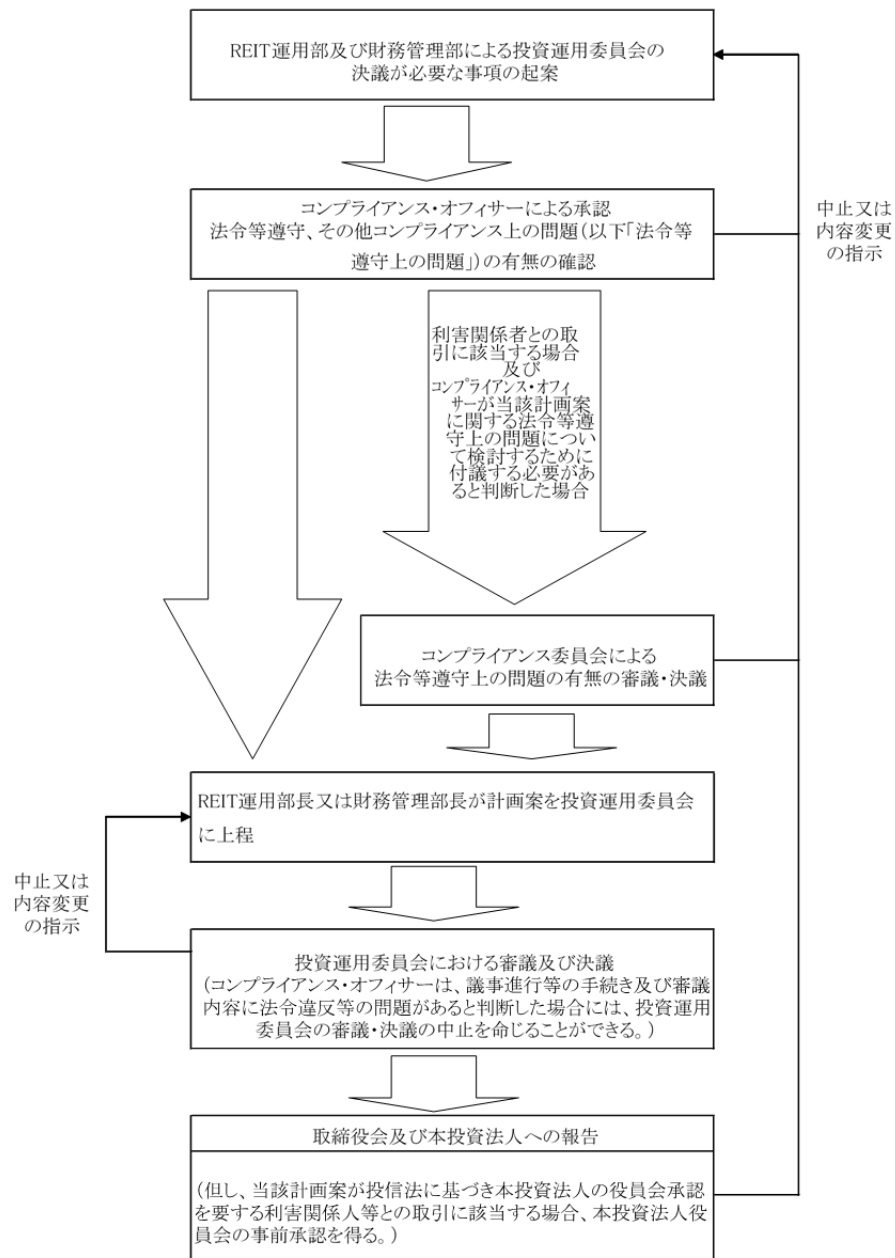 REIT運用部及び財務管理部による投資運用委員会の
決議が必要な事項の起案
コンプライアンス・オフィサーによる承認
法令等遵守、その他コンプライアンス上の問題(以下「法令等
遵守上の問題」)の有無の確認
中止又は
内容変更
の指示
利害関係者との取
引に該当する場合
及び
コンプライアンス・オフィ
サーが当該計画案
に関する法令等遵
守上の問題につい
て検討するために
付議する必要があ
ると判断した場合
コンプライアンス委員会による
法令等遵守上の問題の有無の審議・決議
REIT運用部長又は財務管理部長が計画案を投資運用委員会
に上程
中止又は
内容変更
の指示
投資運用委員会における審議及び決議
(コンプライアンス・オフィサーは、議事進行等の手続き及び審議
内容に法令違反等の問題があると判断した場合には、投資運用
委員会の審議・決議の中止を命じることができる。)
取締役会及び本投資法人への報告
(但し、当該計画案が投信法に基づき本投資法人の役員会承認
を要する利害関係人等との取引に該当する場合、本投資法人役
員会の事前承認を得る。)